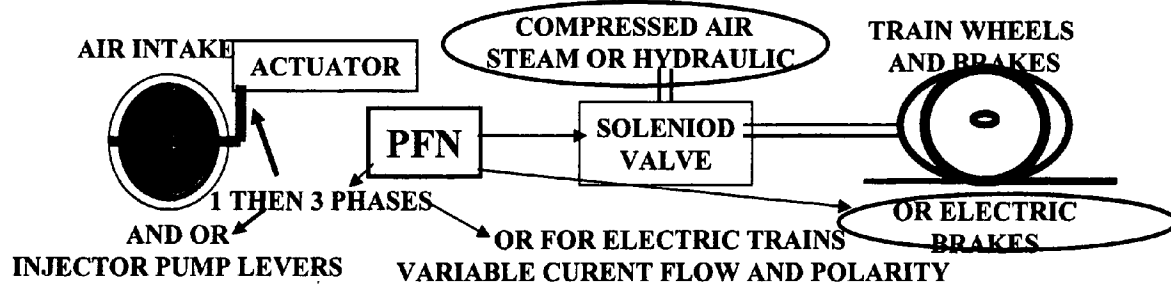 AIR INTAKE
ACTUATOR
COMPRESSED AIR
STEAM OR HYDRAULIC
TRAIN WHEELS
AND BRAKES
PFN
SOLENIOD
VALVE
1 THEN 3 PHASES
AND OR
INJECTOR PUMP LEVERS
OR FOR ELECTRIC TRAINS
VARIABLE CURENT FLOW AND POLARITY
OR ELECTRIC
BRAKES